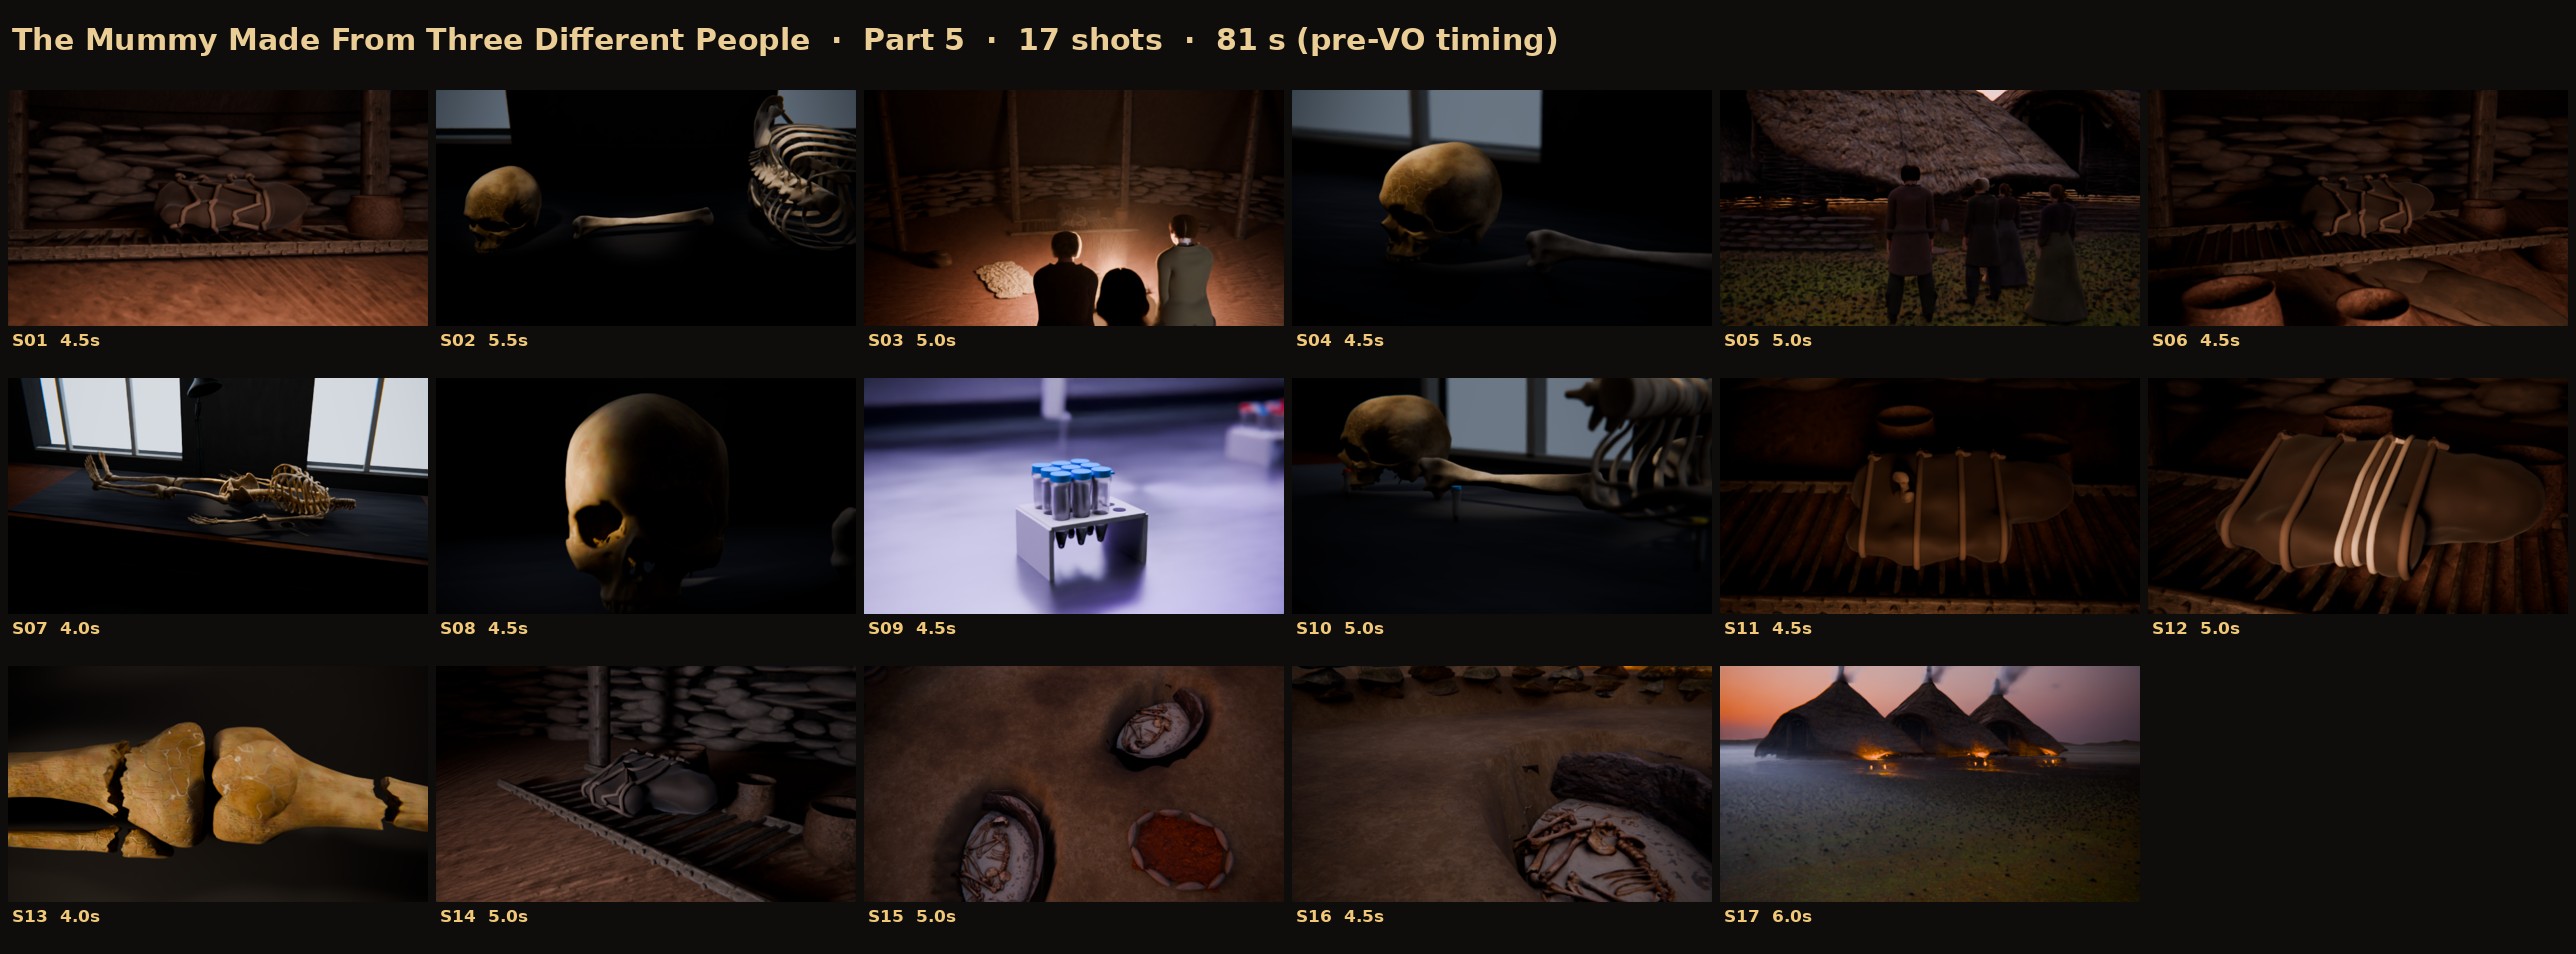 The Mummy Made From Three Different People · Part 5 · 17 shots · 81 s (pre-VO timing)
S01 4.5s
S02 5.5s
S03 5.0s
S04 4.5s
S05 5.0s
S06 4.5s
S07 4.0s
S08 4.5s
S09 4.5s
S10 5.0s
S11 4.5s
S12 5.0s
S13 4.0s
S14 5.0s
S15 5.0s
S16 4.5s
S17 6.0s